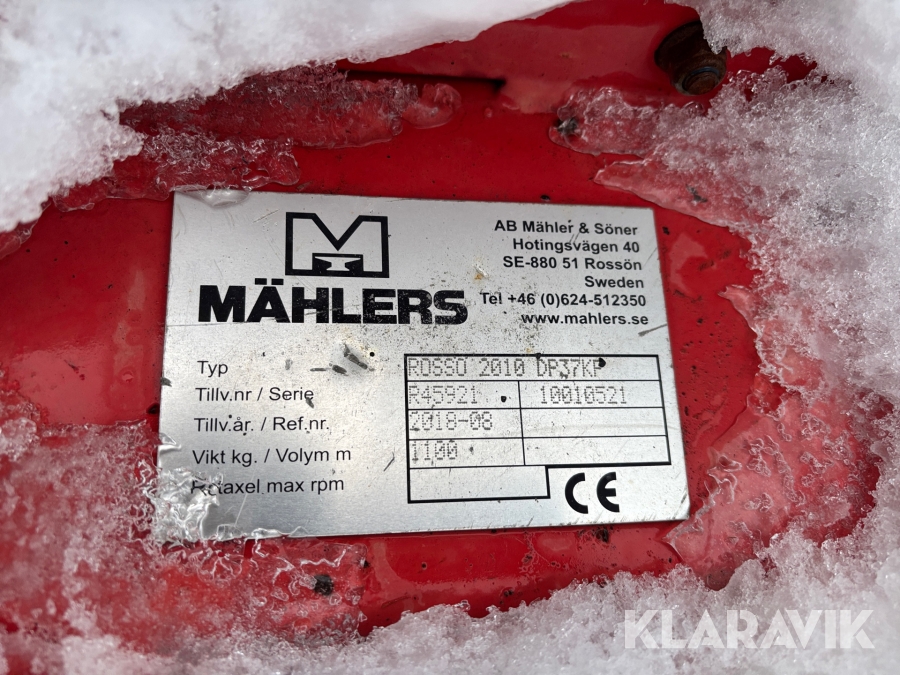 MÄHLERS
AB Mähler & Söner
Hotingsvägen 40
SE-880 51 Rossön
Sweden
Tel +46 (0)624-512350
www.mahlers.se
Typ ROSSO 2010 DP37KP
Tillv.nr / Serie R45921 10010521
Tillv.år. / Ref.nr. 2018-08
Vikt kg. / Volym m 1100 -
Rotaxel max rpm
CE
KLARAVIK